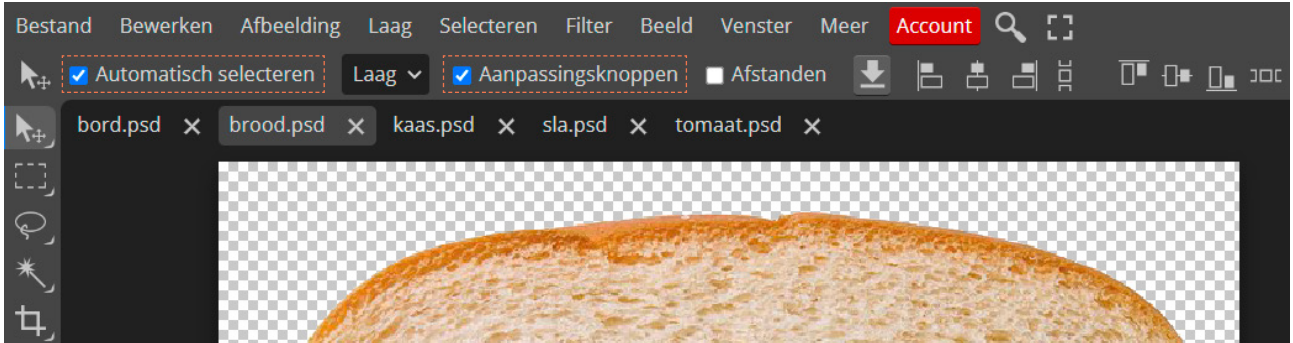 Bestand Bewerken Afbeelding Laag Selecteren Filter Beeld Venster Meer Account
Automatisch selecteren Laag Aanpassingsknoppen Afstanden
bord.psd brood.psd kaas.psd sla.psd tomaat.psd